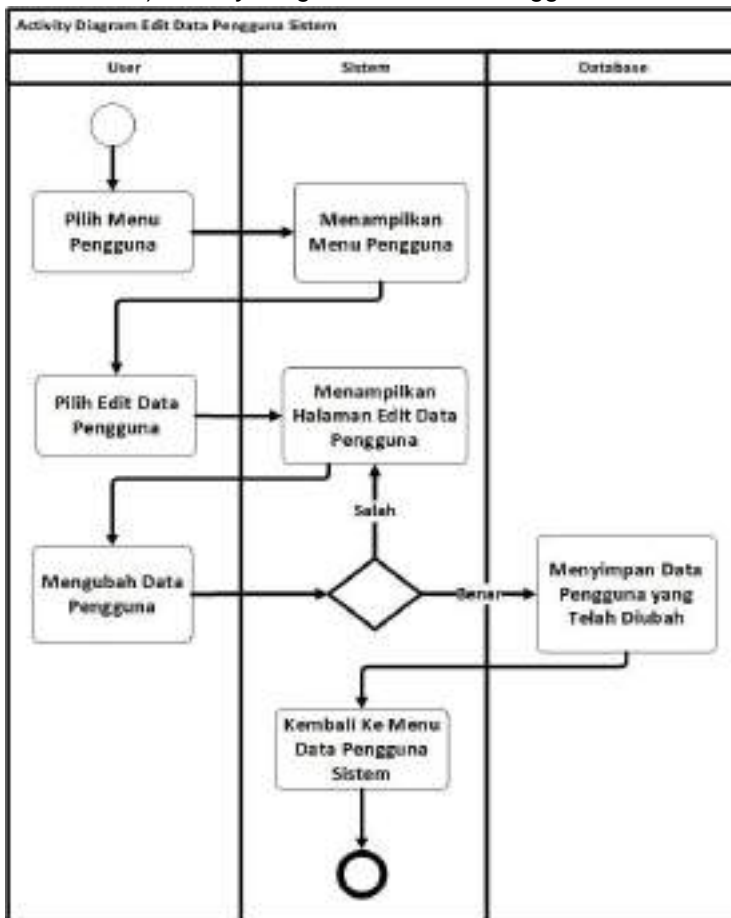 Activity Diagram Edit Data Pengguna Sistem
User
Sistem
Database
Pilih Menu
Pengguna
Menampilkan
Menu Pengguna
Pilih Edit Data
Pengguna
Menampilkan
Halaman Edit Data
Pengguna
Salah
Mengubah Data
Pengguna
Benar
Menyimpan Data
Pengguna yang
Telah Diubah
Kembali Ke Menu
Data Pengguna
Sistem